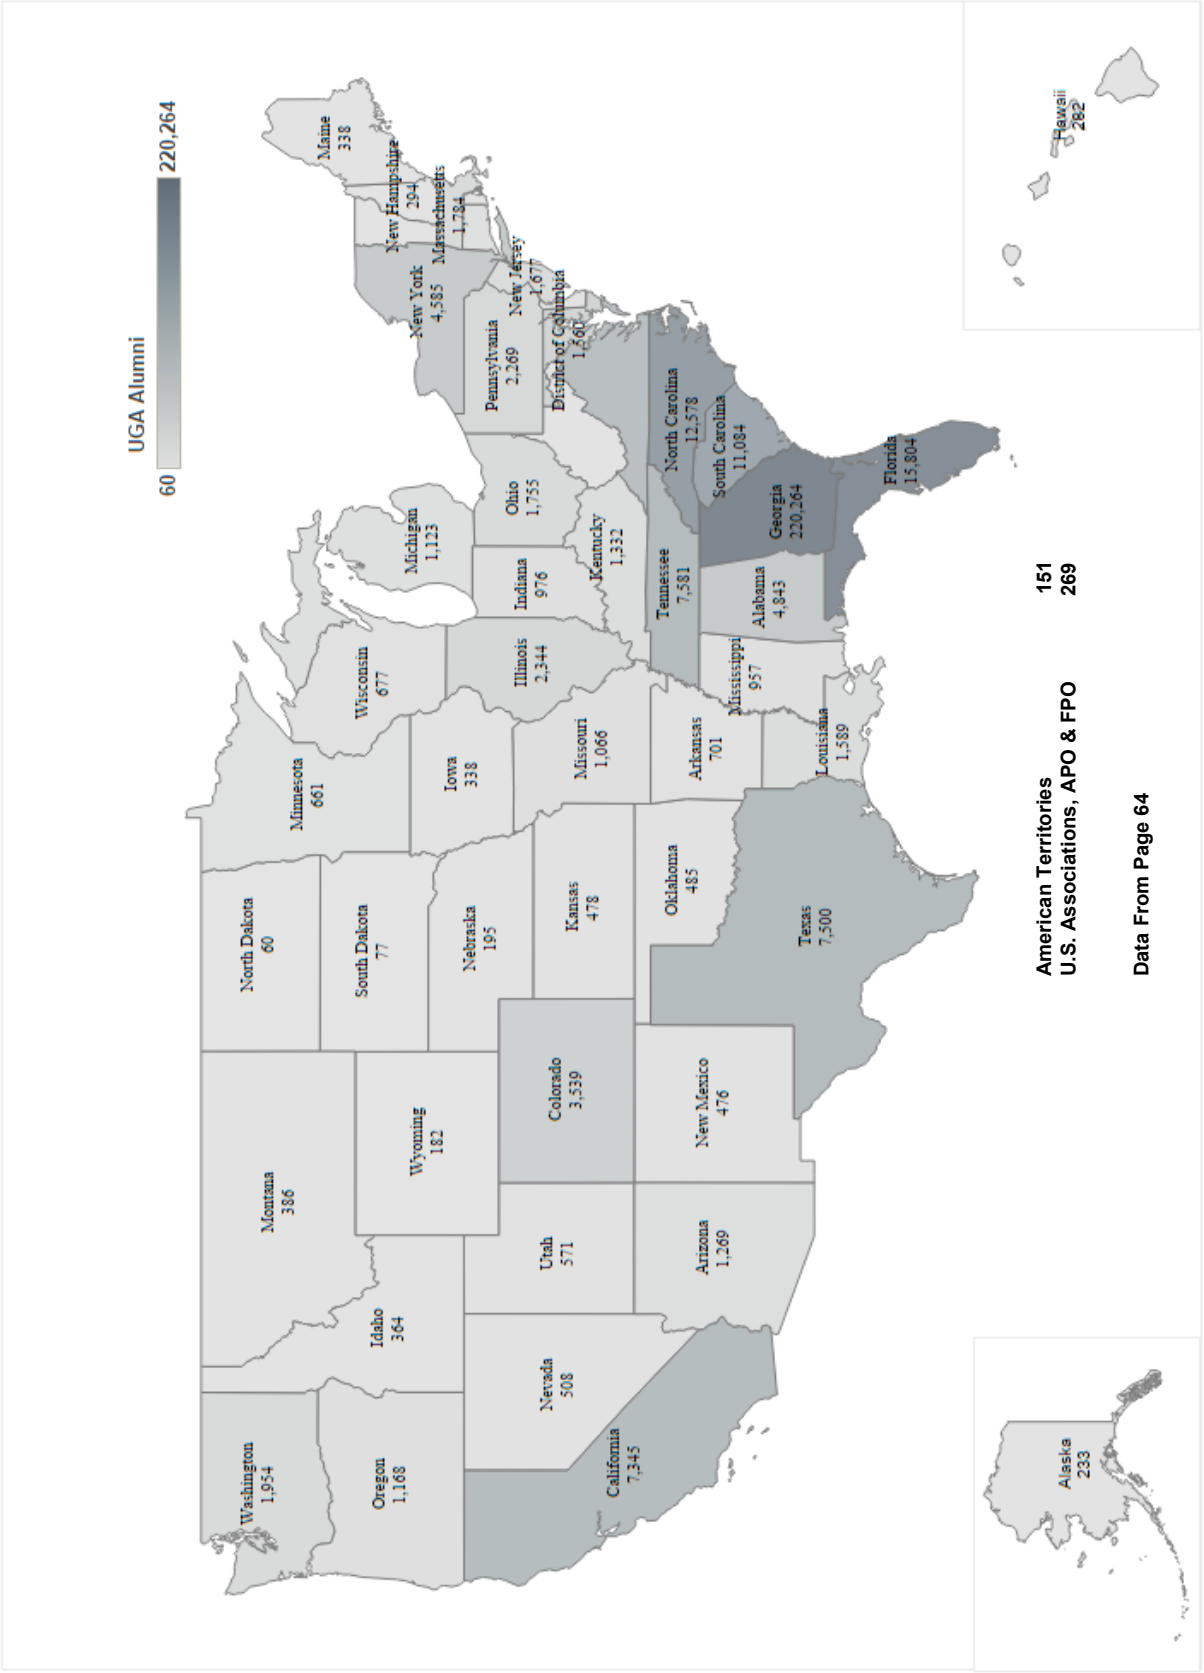 UGA Alumni
60
220,264
Washington
1,954
Oregon
1,168
California
7,345
Nevada
508
Idaho
364
Montana
386
Wyoming
182
Utah
571
Arizona
1,269
Colorado
3,539
New Mexico
476
North Dakota
60
South Dakota
77
Nebraska
195
Kansas
478
Oklahoma
485
Texas
7,500
Minnesota
661
Iowa
338
Missouri
1,066
Arkansas
701
Louisiana
1,589
Wisconsin
677
Illinois
2,344
Mississippi
957
Michigan
1,123
Indiana
976
Ohio
1,755
Kentucky
1,332
Tennessee
7,581
Alabama
4,843
Georgia
220,264
Florida
15,804
South Carolina
11,084
North Carolina
12,578
District of Columbia
1,560
Pennsylvania
2,269
New Jersey
1,677
New York
4,585
Massachusetts
1,784
New Hampshire
294
Maine
338
Alaska
233
Hawaii
282
American Territories 151
U.S. Associations, APO & FPO 269
Data From Page 64